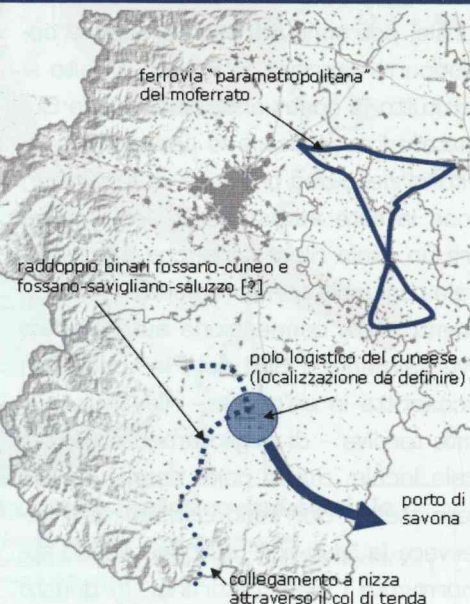 ferrovia "parametropolitana"
del moferrato
raddoppio binari fossano-cuneo e
fossano-savigliano-saluzzo [?]
polo logistico del cuneese
(localizzazione da definire)
porto di
savona
collegamento a nizza
attraverso il col di tenda